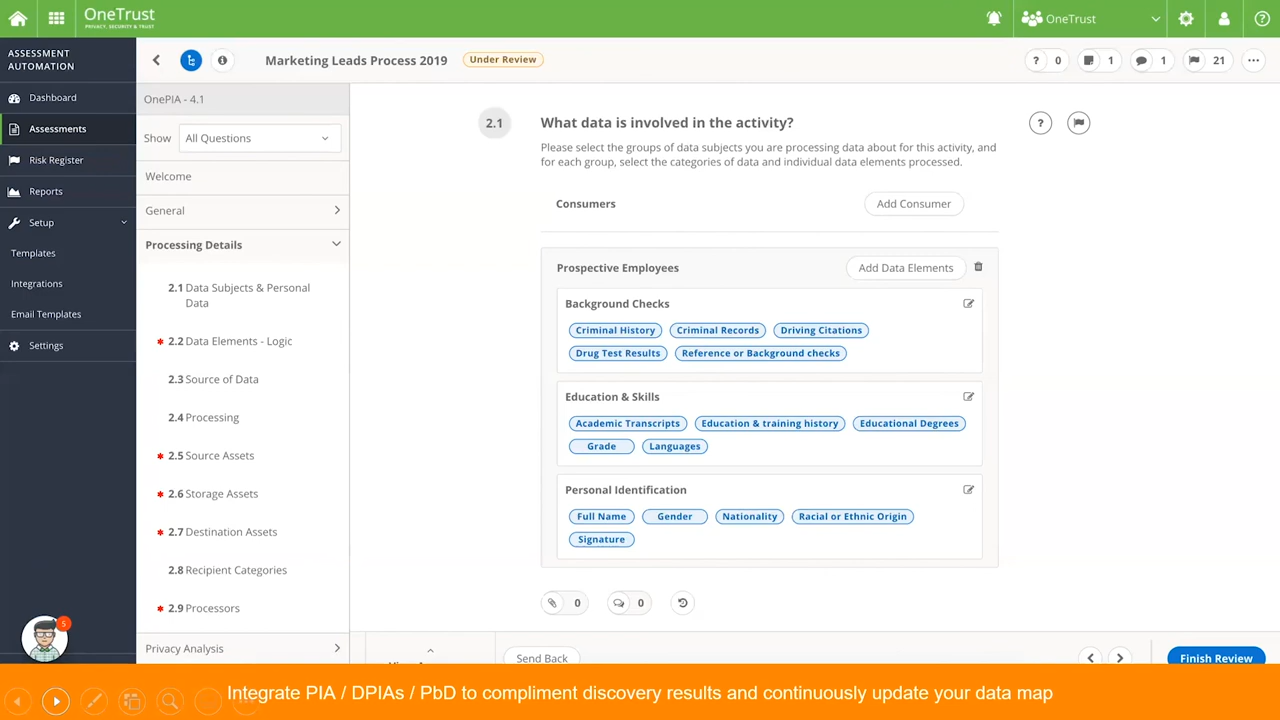 OneTrust
PRIVACY, SECURITY & TRUST
OneTrust
ASSESSMENT
AUTOMATION
Marketing Leads Process 2019
Under Review
? 0
1
1
21
Dashboard
Assessments
Risk Register
Reports
Setup
Templates
Integrations
Email Templates
Settings
5
OnePIA - 4.1
Show
All Questions
Welcome
General
Processing Details
2.1 Data Subjects & Personal
Data
* 2.2 Data Elements - Logic
2.3 Source of Data
2.4 Processing
* 2.5 Source Assets
* 2.6 Storage Assets
* 2.7 Destination Assets
2.8 Recipient Categories
* 2.9 Processors
Privacy Analysis
2.1
What data is involved in the activity?
?
Please select the groups of data subjects you are processing data about for this activity, and
for each group, select the categories of data and individual data elements processed.
Consumers
Add Consumer
Prospective Employees
Add Data Elements
Background Checks
Criminal History
Criminal Records
Driving Citations
Drug Test Results
Reference or Background checks
Education & Skills
Academic Transcripts
Education & training history
Educational Degrees
Grade
Languages
Personal Identification
Full Name
Gender
Nationality
Racial or Ethnic Origin
Signature
0
0
Send Back
Finish Review
Integrate PIA / DPIAs / PbD to compliment discovery results and continuously update your data map